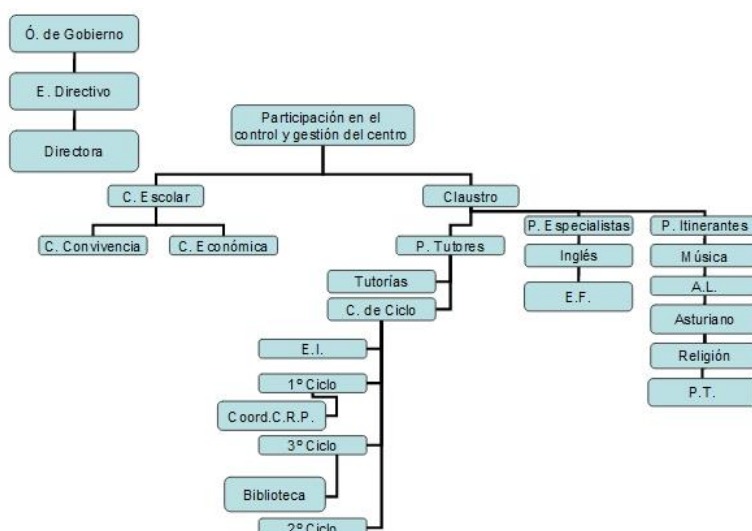 Ó. de Gobierno
E. Directivo
Directora
Participación en el
control y gestión del centro
C. Escolar
Claustro
C. Convivencia
C. Económica
P. Tutores
P. Especialistas
P. Itinerantes
Tutorías
C. de Ciclo
Inglés
E.F.
Música
A.L.
Asturiano
Religión
P.T.
E.I.
1º Ciclo
Coord.C.R.P.
3º Ciclo
Biblioteca
2º Ciclo